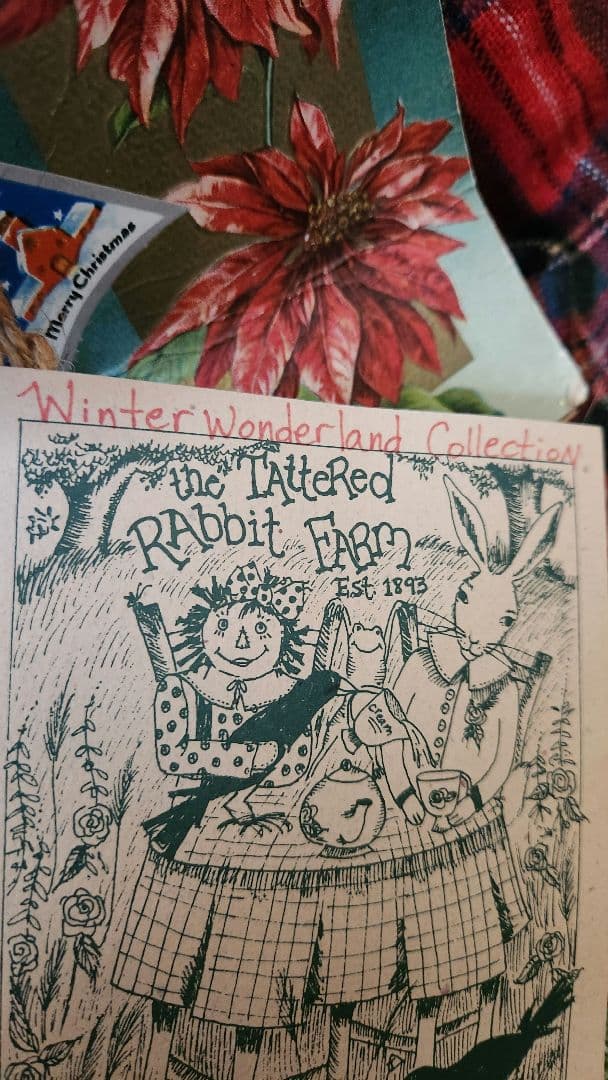 Merry Christmas
Winter Wonderland Collection
the TAtteRed
RAbbit FARM
Est 1893
Cream